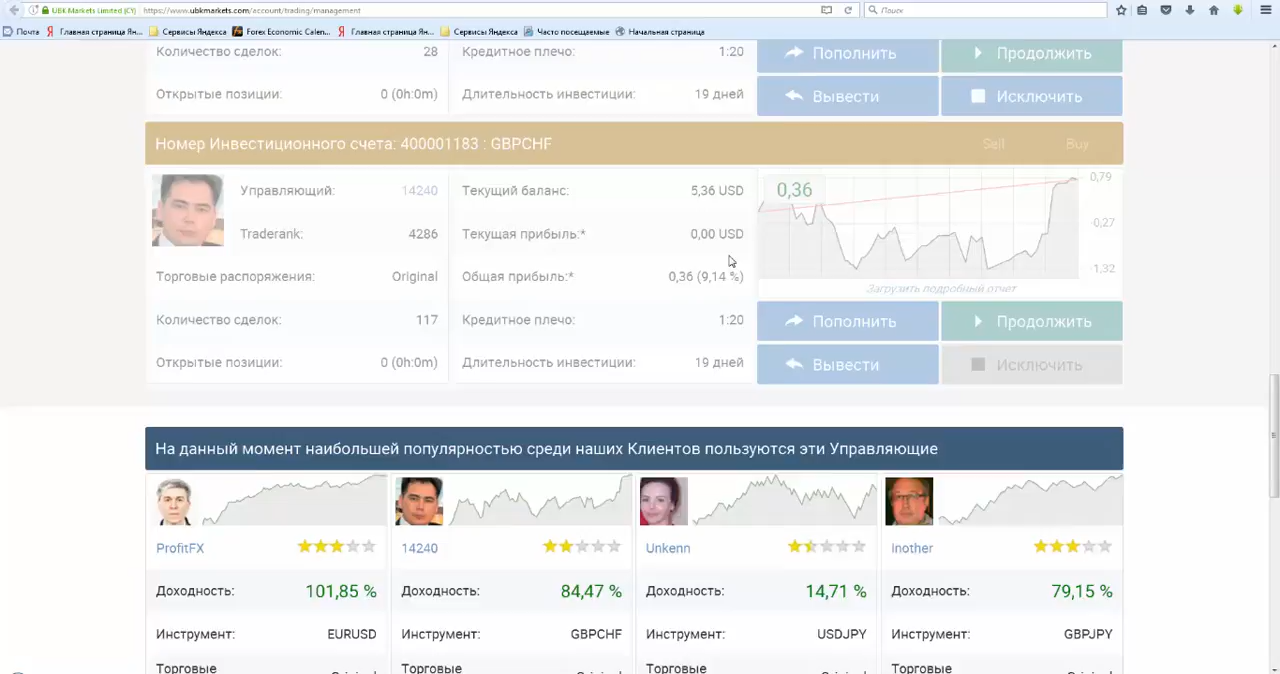 UBK Markets Limited (CY) https://www.ubkmarkets.com/account/trading/management Поиск
Почта Главная страница Ян... Сервисы Яндекса Forex Economic Calen... Главная страница Ян... Сервисы Яндекса Часто посещаемые Начальная страница
Количество сделок: 28 Кредитное плечо: 1:20 Пополнить Продолжить
Открытые позиции: 0 (0h:0m) Длительность инвестиции: 19 дней Вывести Исключить
Номер Инвестиционного счета: 400001183 : GBPCHF Sell Buy
Управляющий: 14240 Текущий баланс: 5,36 USD 0,36 0,79
Traderank: 4286 Текущая прибыль:* 0,00 USD -0,27
Торговые распоряжения: Original Общая прибыль:* 0,36 (9,14 %) 1,32
Загрузить подробный отчет
Количество сделок: 117 Кредитное плечо: 1:20 Пополнить Продолжить
Открытые позиции: 0 (0h:0m) Длительность инвестиции: 19 дней Вывести Исключить
На данный момент наибольшей популярностью среди наших Клиентов пользуются эти Управляющие
ProfitFX 14240 Unkenn Inother
Доходность: 101,85 % Доходность: 84,47 % Доходность: 14,71 % Доходность: 79,15 %
Инструмент: EURUSD Инструмент: GBPCHF Инструмент: USDJPY Инструмент: GBPJPY
Торговые Торговые Торговые Торговые